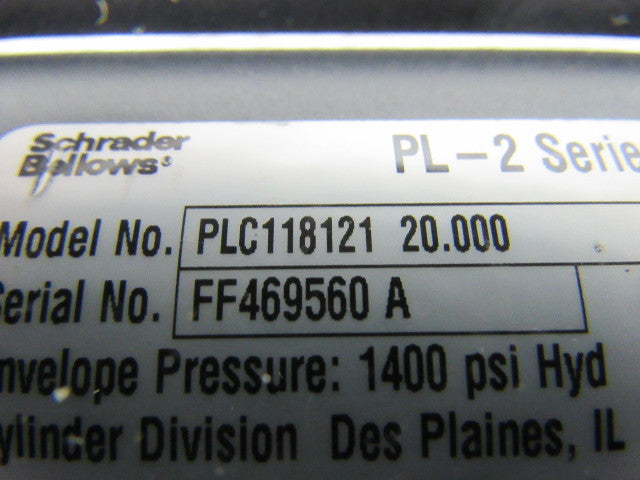 Schrader
Bellows®
PL-2 Serie
Model No. PLC118121 20.000
Serial No. FF469560 A
nvelope Pressure: 1400 psi Hyd
ylinder Division Des Plaines, IL